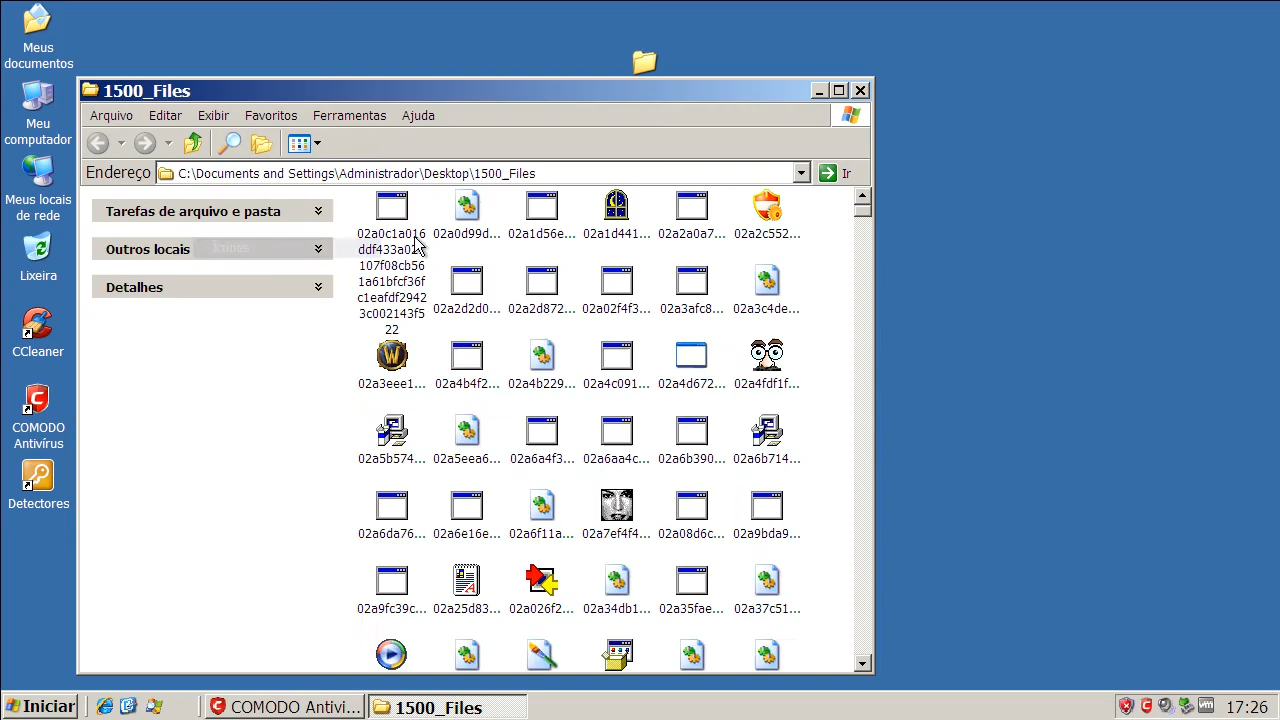 Meus
documentos
Meu
computador
Meus locais
de rede
Lixeira
CCleaner
COMODO
Antivírus
Detectores
1500_Files
Arquivo Editar Exibir Favoritos Ferramentas Ajuda
Endereço C:\Documents and Settings\Administrador\Desktop\1500_Files Ir
Tarefas de arquivo e pasta
Outros locais
Detalhes
02a0c1a016 02a0d99d... 02a1d56e... 02a1d441... 02a2a0a7... 02a2c552...
107f08cb56
1a61bfcf36f
c1eafdf2942
3c002143f5
22
02a2d2d0... 02a2d872... 02a02f4f3... 02a3afc8... 02a3c4de...
02a3eee1... 02a4b4f2... 02a4b229... 02a4c091... 02a4d672... 02a4fdf1f...
02a5b574... 02a5eea6... 02a6a4f3... 02a6aa4c... 02a6b390... 02a6b714...
02a6da76... 02a6e16e... 02a6f11a... 02a7ef4f4... 02a08d6c... 02a9bda9...
02a9fc39c... 02a25d83... 02a026f2... 02a34db1... 02a35fae... 02a37c51...
Iniciar COMODO Antivi... 1500_Files 17:26